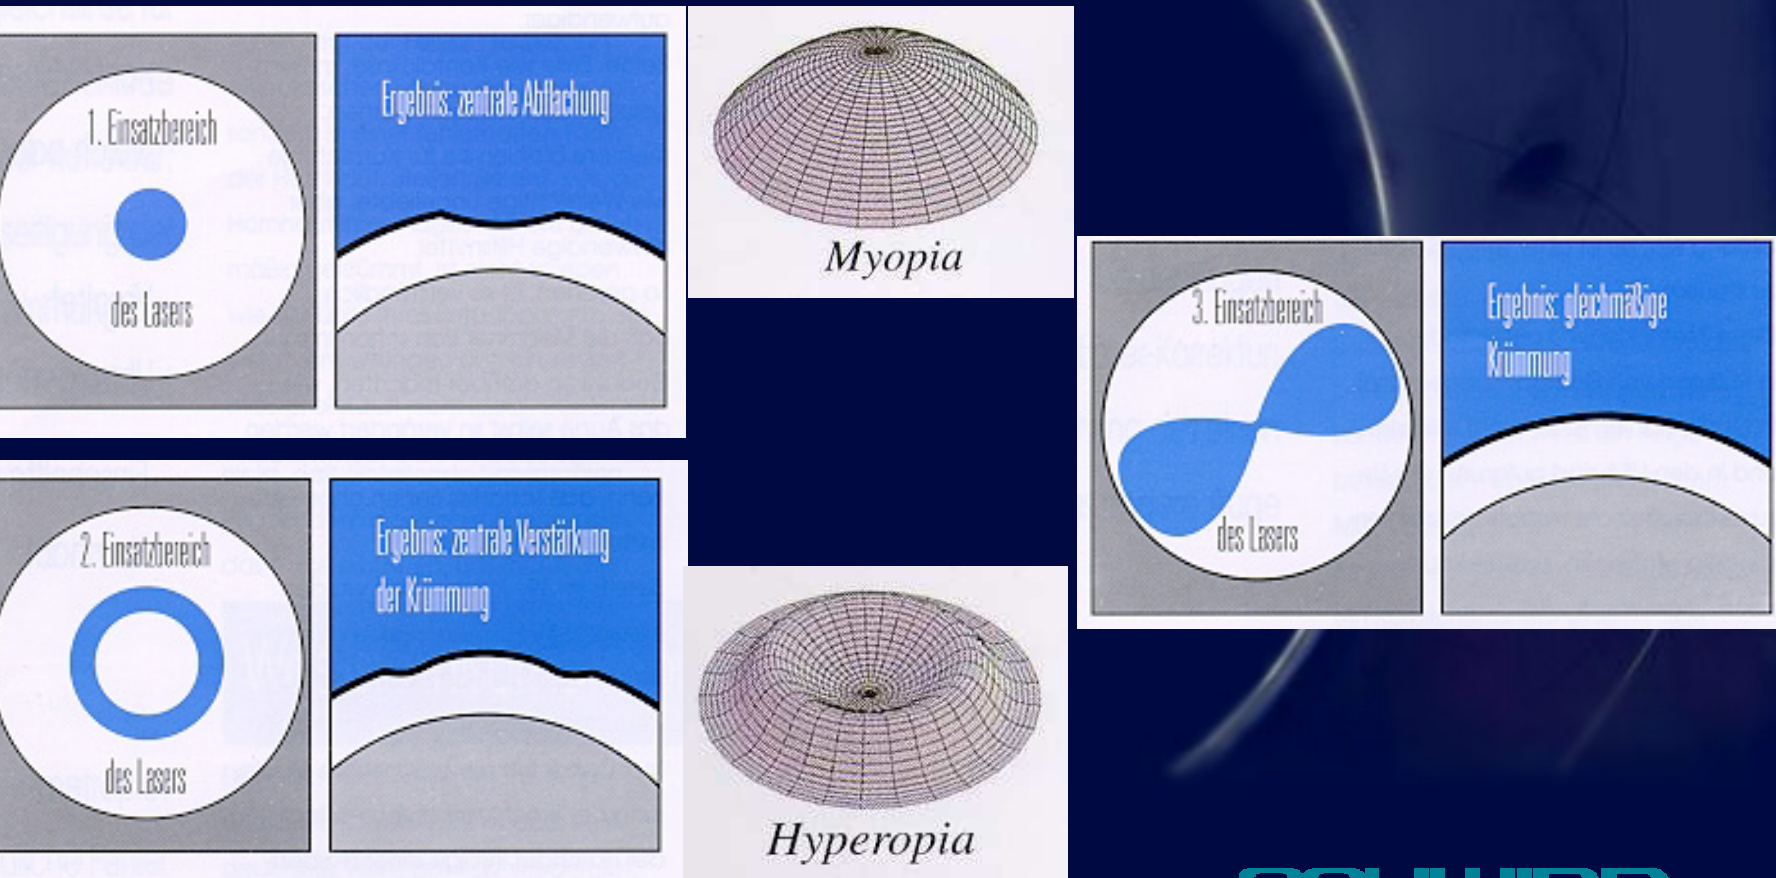 1. Einsatzbereich
des Lasers
Ergebnis: zentrale Abflachung
Myopia
2. Einsatzbereich
des Lasers
Ergebnis: zentrale Verstärkung
der Krümmung
Hyperopia
3. Einsatzbereich
des Lasers
Ergebnis: gleichmäßige
Krümmung